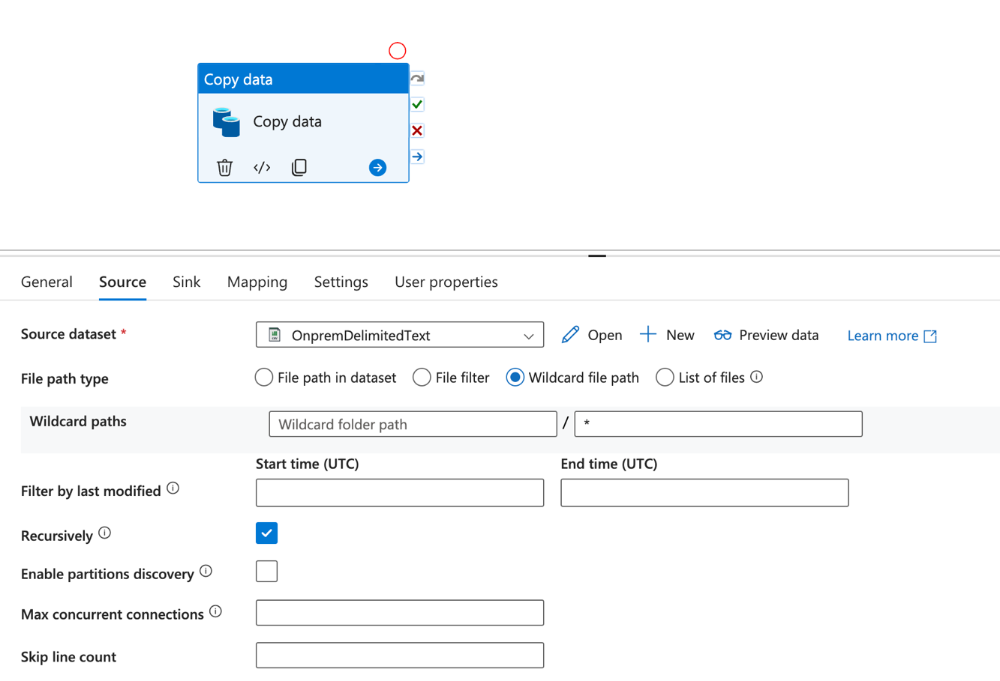 Copy data
Copy data
General Source Sink Mapping Settings User properties
Source dataset * OnpremDelimitedText Open New Preview data Learn more
File path type File path in dataset File filter Wildcard file path List of files
Wildcard paths Wildcard folder path / *
Start time (UTC) End time (UTC)
Filter by last modified
Recursively
Enable partitions discovery
Max concurrent connections
Skip line count